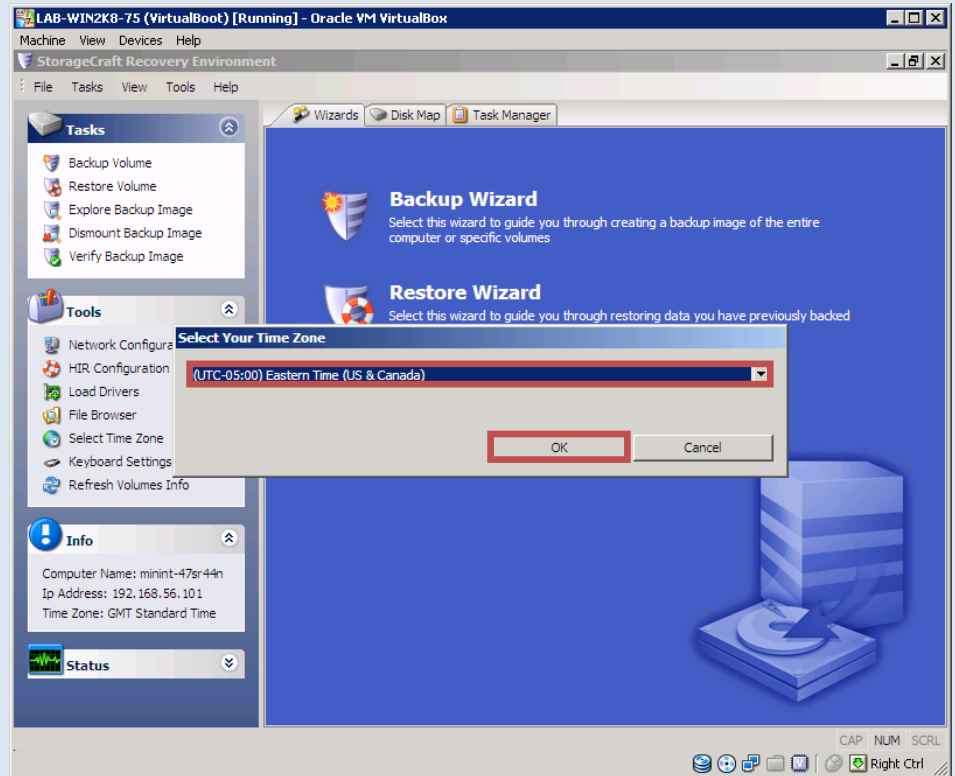 LAB-WIN2K8-75 (VirtualBoot) [Running] - Oracle VM VirtualBox
Machine View Devices Help
StorageCraft Recovery Environment
File Tasks View Tools Help
Wizards Disk Map Task Manager
Tasks
Backup Volume
Restore Volume
Explore Backup Image
Dismount Backup Image
Verify Backup Image
Backup Wizard
Select this wizard to guide you through creating a backup image of the entire
computer or specific volumes
Restore Wizard
Select this wizard to guide you through restoring data you have previously backed
Tools
Network Configura
HIR Configuration
Load Drivers
File Browser
Select Time Zone
Keyboard Settings
Refresh Volumes Info
Select Your Time Zone
(UTC-05:00) Eastern Time (US & Canada)
OK Cancel
Info
Computer Name: minint-47sr44n
Ip Address: 192.168.56.101
Time Zone: GMT Standard Time
Status
CAP NUM SCRL
Right Ctrl